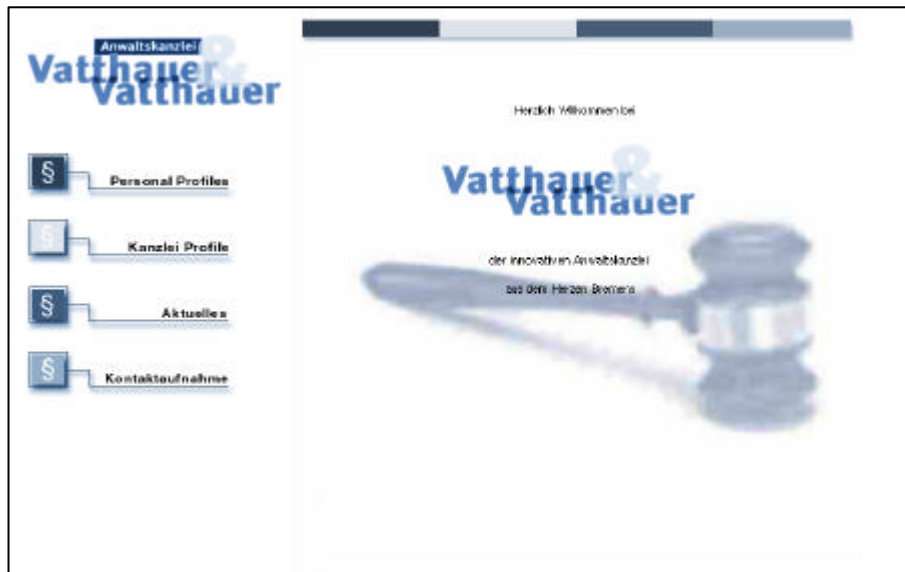 Anwaltskanzlei
Vatthauer &
Vatthauer
§ Personal Profiles
§ Kanzlei Profile
§ Aktuelles
§ Kontaktaufnahme
Herzlich Willkommen bei
Vatthauer &
Vatthauer
der innovativen Anwaltskanzlei
aus dem Herzen Bremens